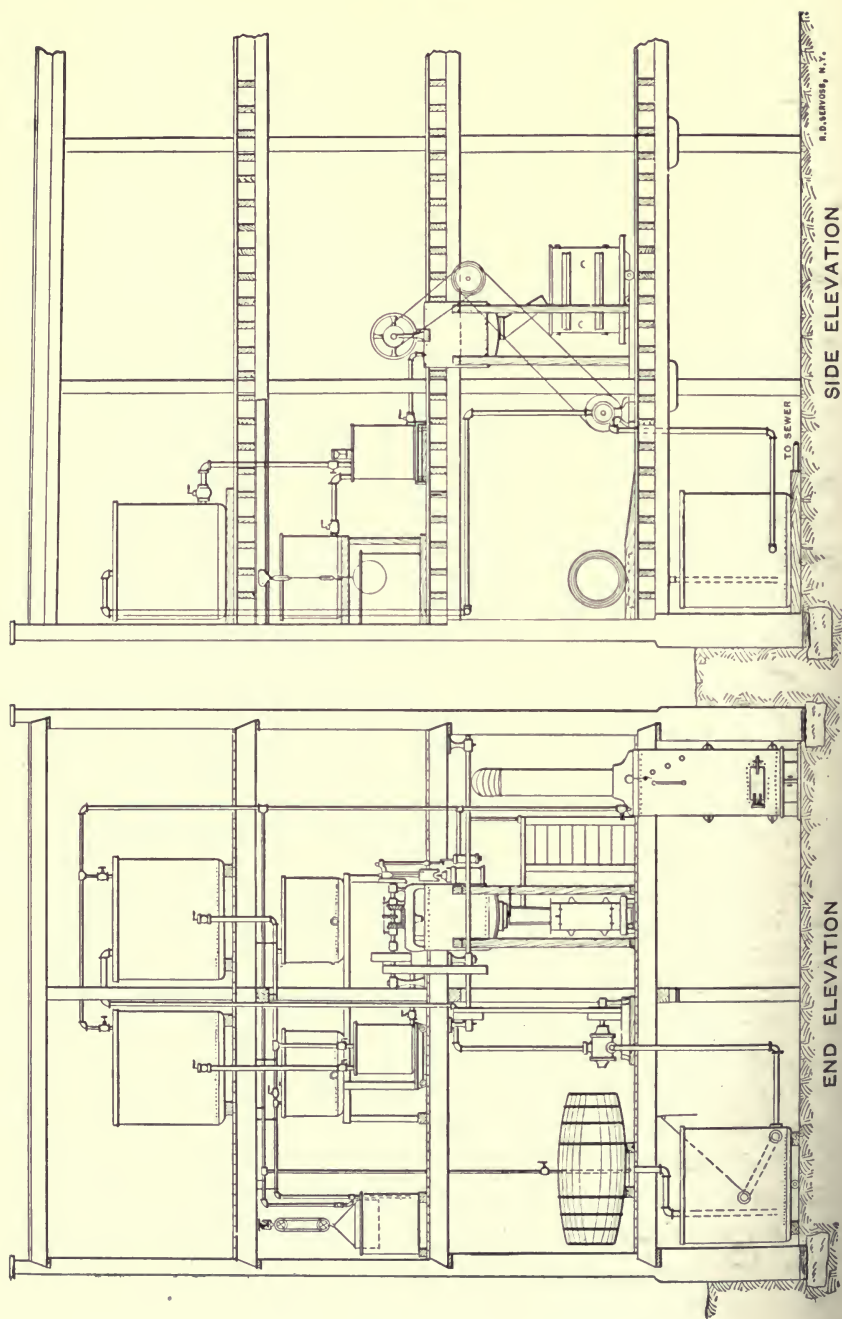 R.D.SERVOSS, N.Y.
TO SEWER
SIDE ELEVATION
END ELEVATION